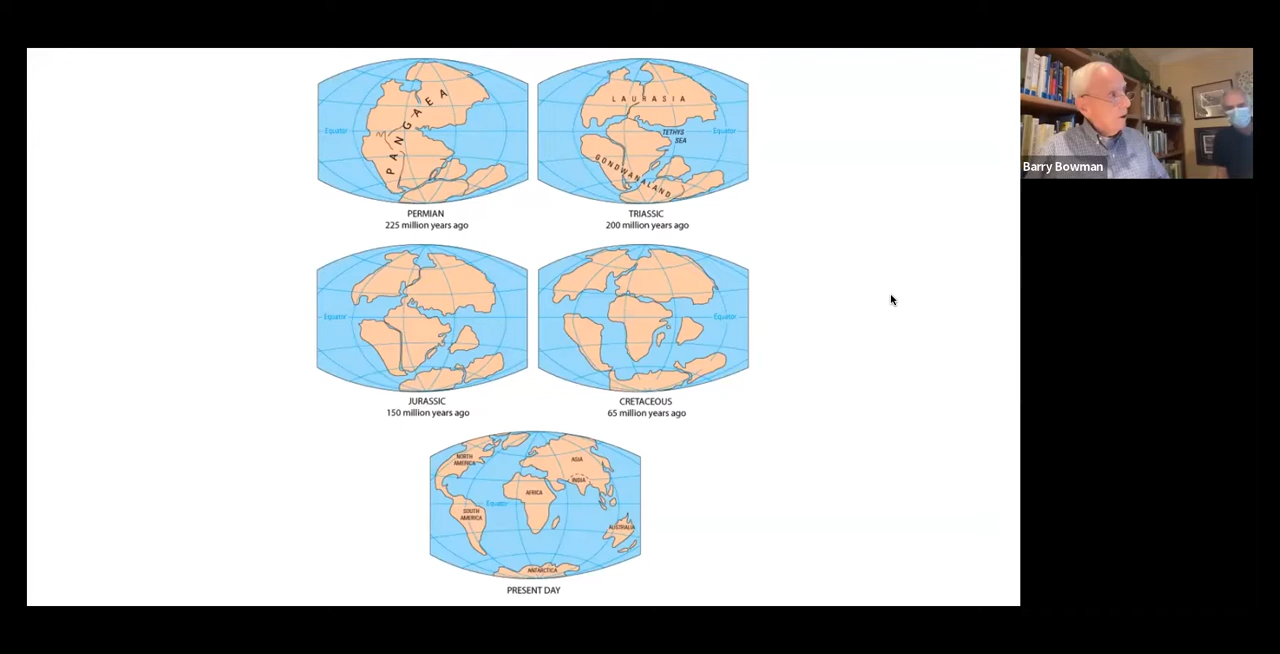 PANGAEA
Equator
PERMIAN
225 million years ago
LAURASIA
TETHYS
SEA
Equator
GONDWANALAND
TRIASSIC
200 million years ago
Equator
JURASSIC
150 million years ago
Equator
CRETACEOUS
65 million years ago
NORTH
AMERICA
ASIA
INDIA
AFRICA
Equator
SOUTH
AMERICA
AUSTRALIA
ANTARCTICA
PRESENT DAY
Barry Bowman